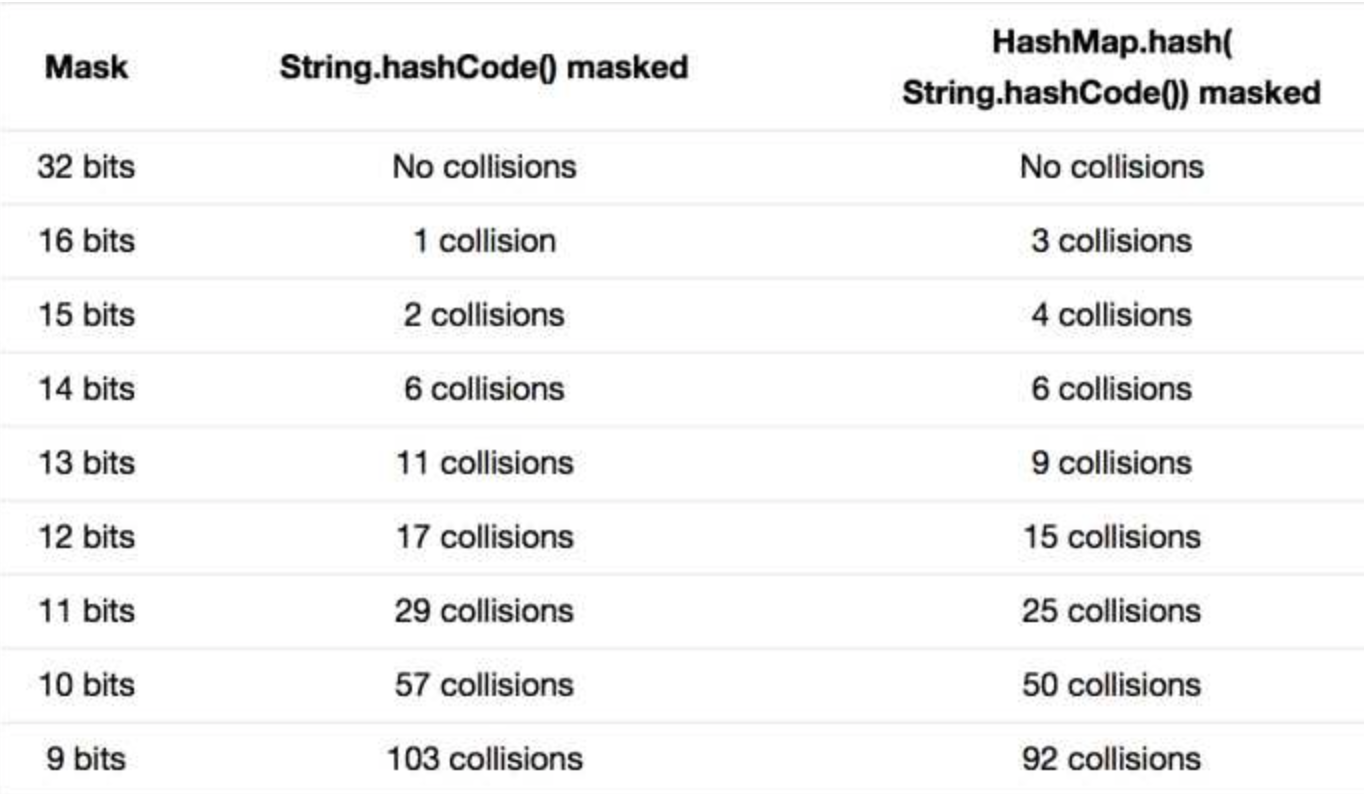 Mask String.hashCode() masked HashMap.hash(
String.hashCode()) masked
32 bits No collisions No collisions
16 bits 1 collision 3 collisions
15 bits 2 collisions 4 collisions
14 bits 6 collisions 6 collisions
13 bits 11 collisions 9 collisions
12 bits 17 collisions 15 collisions
11 bits 29 collisions 25 collisions
10 bits 57 collisions 50 collisions
9 bits 103 collisions 92 collisions